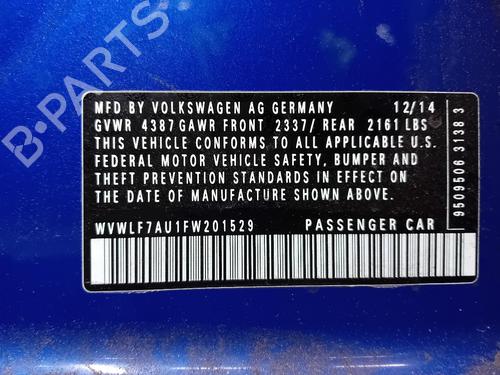 MFD BY VOLKSWAGEN AG GERMANY 12/14
GVWR 4387 GAWR FRONT 2337/ REAR 2161 LBS
THIS VEHICLE CONFORMS TO ALL APPLICABLE U.S.
FEDERAL MOTOR VEHICLE SAFETY, BUMPER AND
THEFT PREVENTION STANDARDS IN EFFECT ON
THE DATE OF MANUFACTURE SHOWN ABOVE.
WVWLF7AU1FW201529 PASSENGER CAR
9509506 3138 3
B-PARTS